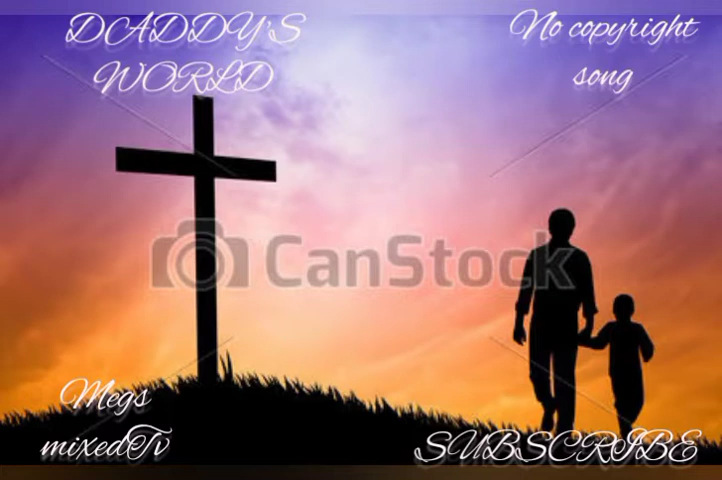 DADDY'S
WORLD
No copyright
song
CanStock
Megs
mixedTv
SUBSCRIBE